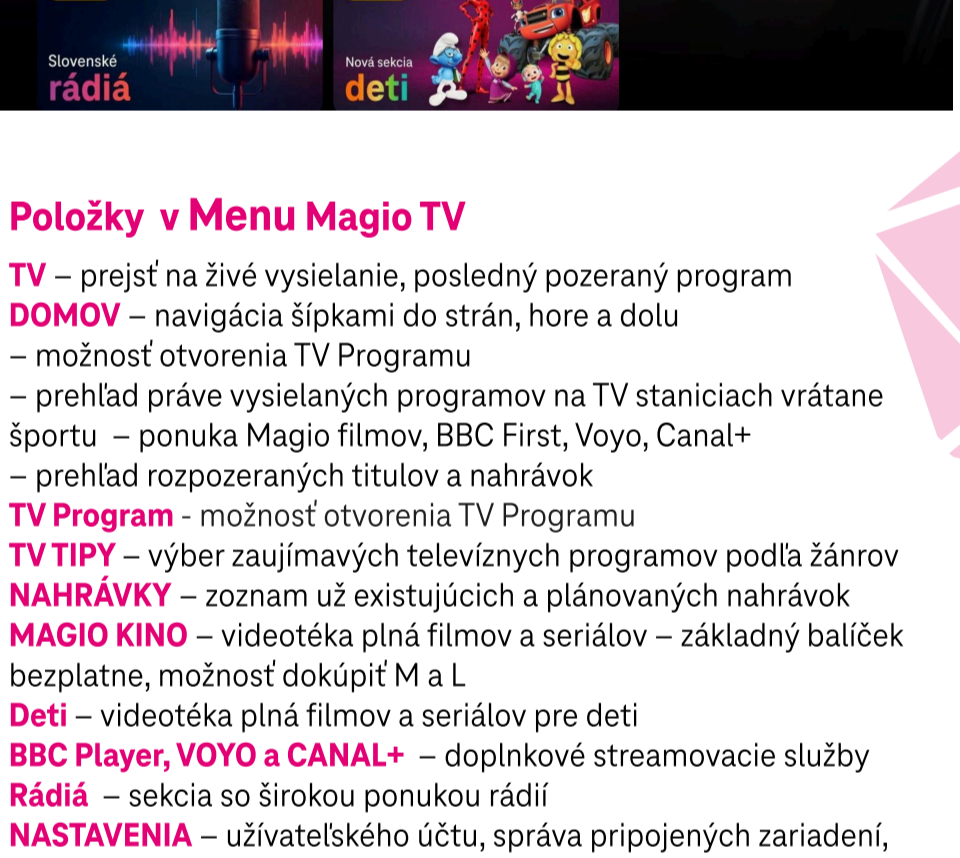 Slovenské
rádiá
Nová sekcia
deti
Položky v Menu Magio TV
TV – prejsť na živé vysielanie, posledný pozeraný program
DOMOV – navigácia šípkami do strán, hore a dolu
– možnosť otvorenia TV Programu
– prehľad práve vysielaných programov na TV staniciach vrátane
športu – ponuka Magio filmov, BBC First, Voyo, Canal+
– prehľad rozpozeraných titulov a nahrávok
TV Program - možnosť otvorenia TV Programu
TV TIPY – výber zaujímavých televíznych programov podľa žánrov
NAHRÁVKY – zoznam už existujúcich a plánovaných nahrávok
MAGIO KINO – videotéka plná filmov a seriálov – základný balíček
bezplatne, možnosť dokúpiť M a L
Deti – videotéka plná filmov a seriálov pre deti
BBC Player, VOYO a CANAL+ – doplnkové streamovacie služby
Rádiá – sekcia so širokou ponukou rádií
NASTAVENIA – užívateľského účtu, správa pripojených zariadení,